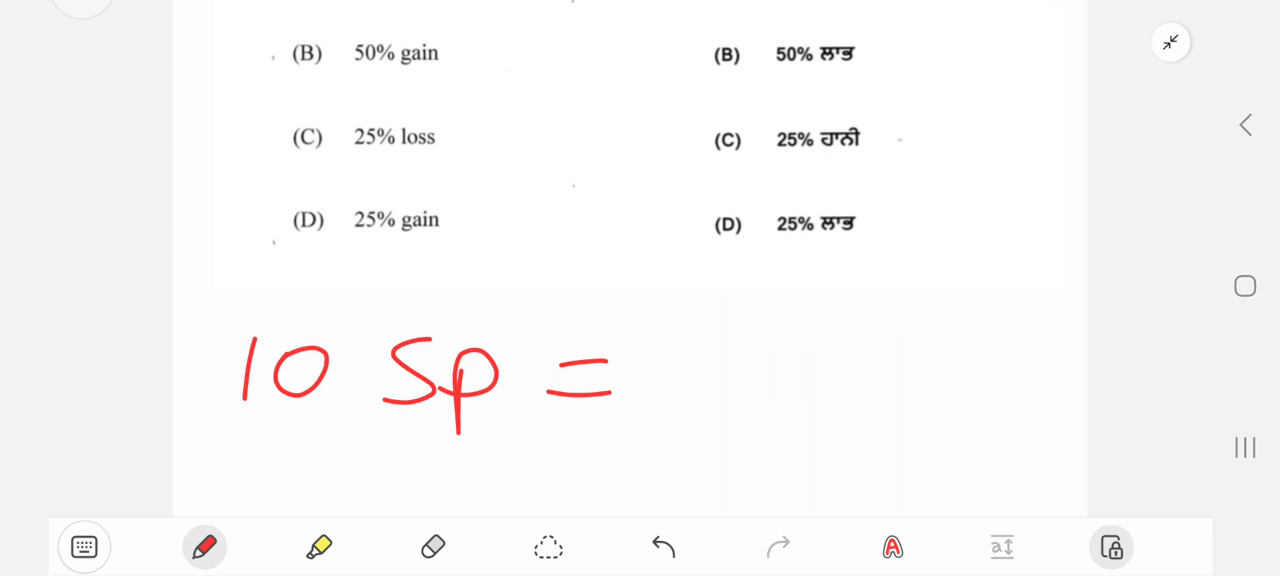 (B) 50% gain (B) 50% ਲਾਭ
(C) 25% loss (C) 25% ਹਾਨੀ
(D) 25% gain (D) 25% ਲਾਭ
10 Sp =
A
a